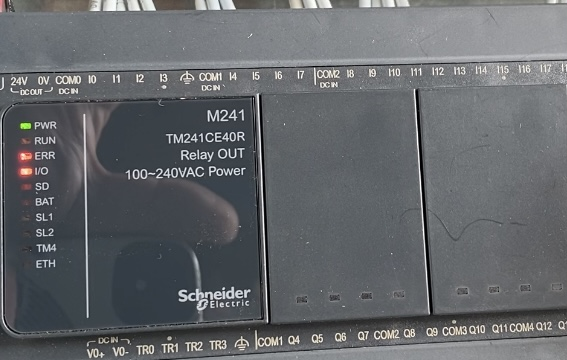 24V 0V COM0 I0 I1 I2 I3 COM1 I4 I5 I6 I7 COM2 I8 I9 I10 I11 I12 I13 I14 I15 I16 I17
DC OUT DC IN DC IN DC IN
M241
TM241CE40R
Relay OUT
100~240VAC Power
PWR
RUN
ERR
I/O
SD
BAT
SL1
SL2
TM4
ETH
Schneider
Electric
DC IN
V0+ V0- TR0 TR1 TR2 TR3 COM1 Q4 Q5 Q6 Q7 COM2 Q8 Q9 COM3 Q10 Q11 COM4 Q12